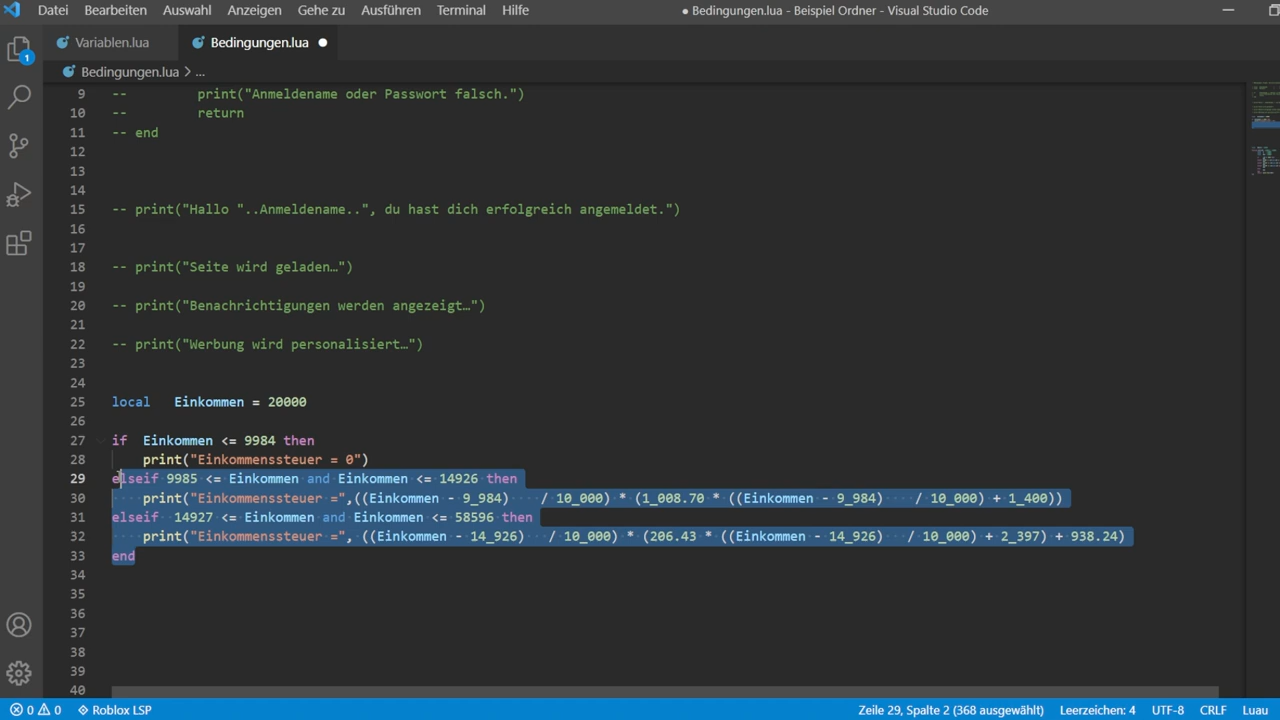 Datei Bearbeiten Auswahl Anzeigen Gehe zu Ausführen Terminal Hilfe ● Bedingungen.lua - Beispiel Ordner - Visual Studio Code
Variablen.lua Bedingungen.lua ●
Bedingungen.lua > ...
1
9 -- print("Anmeldename oder Passwort falsch.")
10 -- return
11 -- end
12
13
14
15 -- print("Hallo "..Anmeldename..", du hast dich erfolgreich angemeldet.")
16
17
18 -- print("Seite wird geladen…")
19
20 -- print("Benachrichtigungen werden angezeigt…")
21
22 -- print("Werbung wird personalisiert…")
23
24
25 local Einkommen = 20000
26
27 if Einkommen <= 9984 then
28 print("Einkommenssteuer = 0")
29 elseif 9985 <= Einkommen and Einkommen <= 14926 then
30 print("Einkommenssteuer =",((Einkommen - 9_984) / 10_000) * (1_008.70 * ((Einkommen - 9_984) / 10_000) + 1_400))
31 elseif 14927 <= Einkommen and Einkommen <= 58596 then
32 print("Einkommenssteuer =", ((Einkommen - 14_926) / 10_000) * (206.43 * ((Einkommen - 14_926) / 10_000) + 2_397) + 938.24)
33 end
34
35
36
37
38
39
40
0 0 Roblox LSP Zeile 29, Spalte 2 (368 ausgewählt) Leerzeichen: 4 UTF-8 CRLF Luau